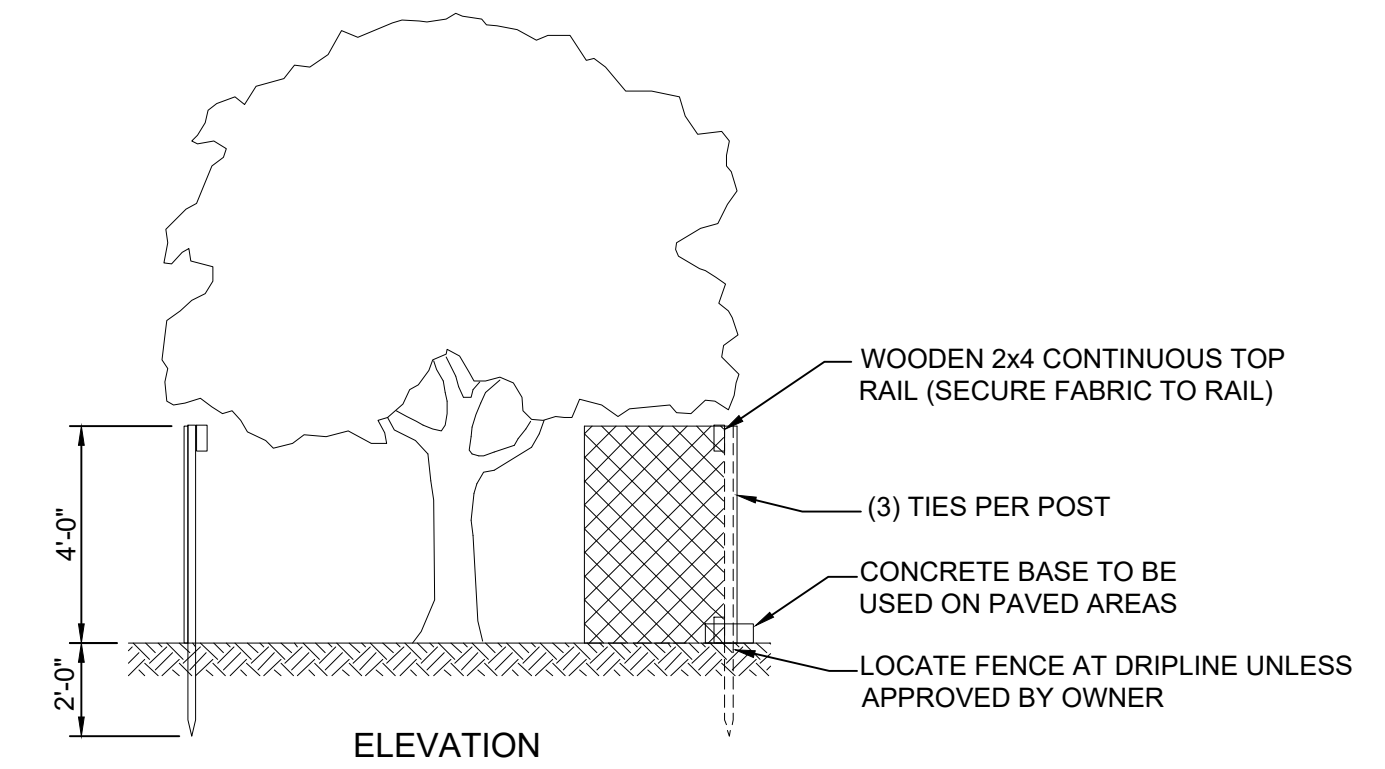 WOODEN 2x4 CONTINUOUS TOP
RAIL (SECURE FABRIC TO RAIL)
(3) TIES PER POST
4'-0"
CONCRETE BASE TO BE
USED ON PAVED AREAS
LOCATE FENCE AT DRIPLINE UNLESS
APPROVED BY OWNER
2'-0"
ELEVATION